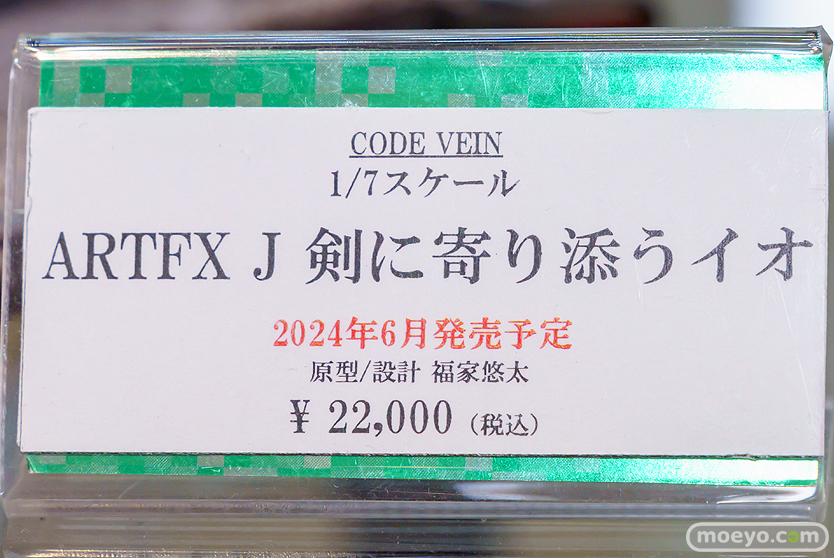 CODE VEIN
1/7スケール
ARTFX J 剣に寄り添うイオ
2024年6月発売予定
原型/設計 福家悠太
¥ 22,000 (税込)
moeyo.com